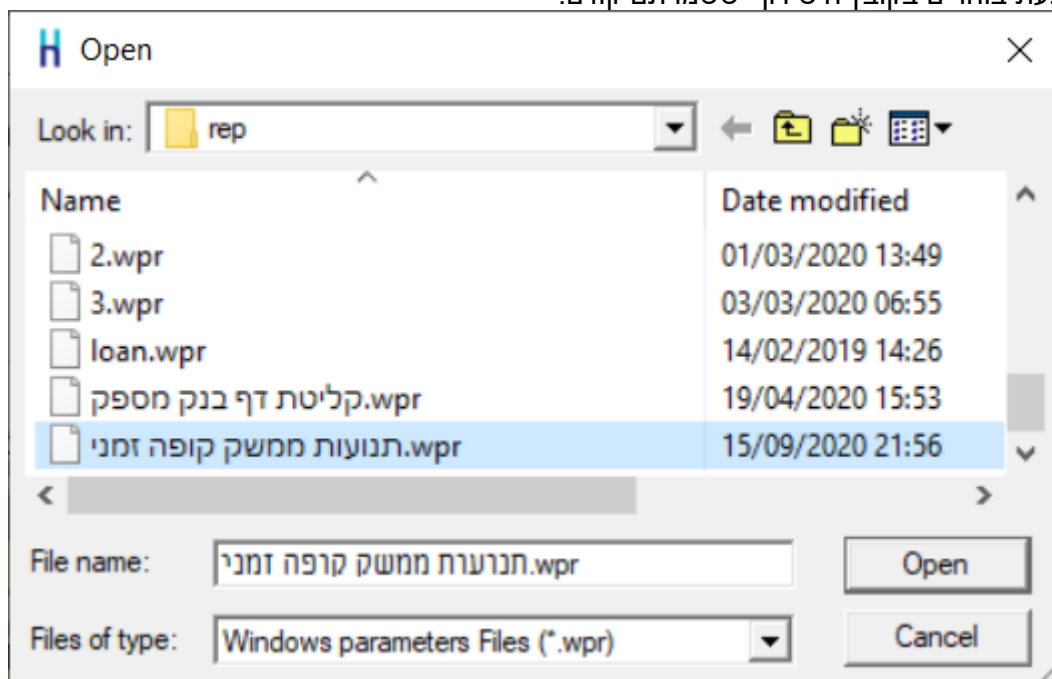 Open
Look in: rep
Name Date modified
2.wpr 01/03/2020 13:49
3.wpr 03/03/2020 06:55
loan.wpr 14/02/2019 14:26
קליטת דף בנק מספק.wpr 19/04/2020 15:53
תנועות ממשק קופה זמני.wpr 15/09/2020 21:56
File name: תנועות ממשק קופה זמני.wpr Open
Files of type: Windows parameters Files (*.wpr) Cancel